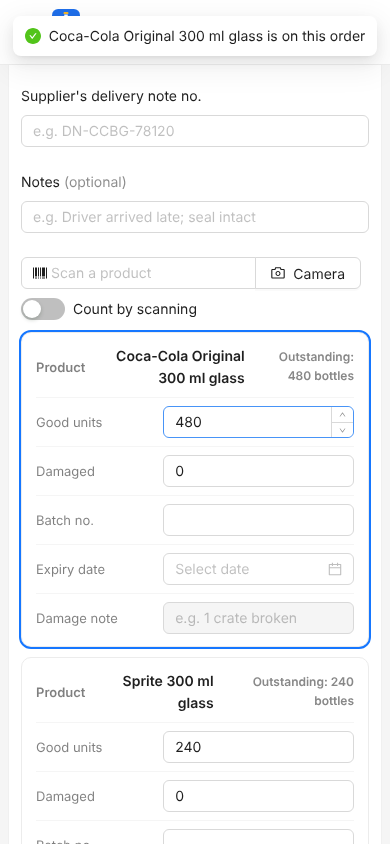 Coca-Cola Original 300 ml glass is on this order
Supplier's delivery note no.
e.g. DN-CCBG-78120
Notes (optional)
e.g. Driver arrived late; seal intact
Scan a product
Camera
Count by scanning
Product
Coca-Cola Original
300 ml glass
Outstanding:
480 bottles
Good units
480
Damaged
0
Batch no.
Expiry date
Select date
Damage note
e.g. 1 crate broken
Product
Sprite 300 ml
glass
Outstanding: 240
bottles
Good units
240
Damaged
0
Batch no.